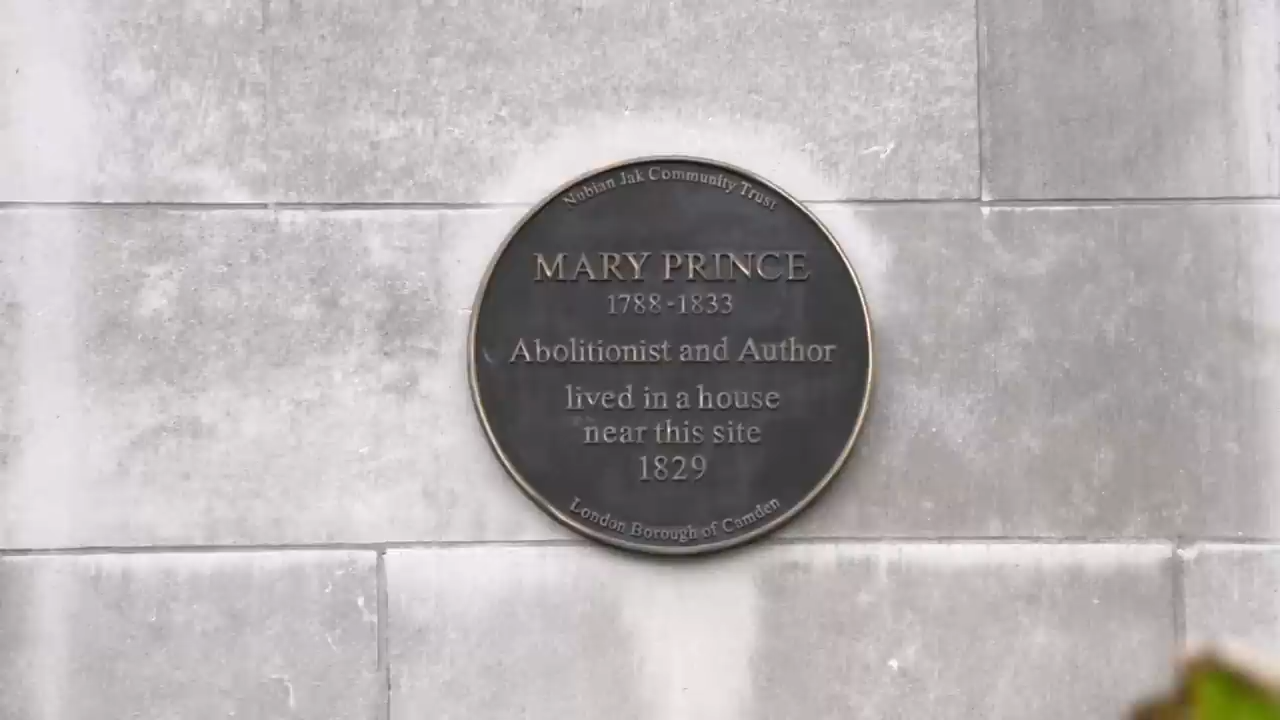 Nubian Jak Community Trust
MARY PRINCE
1788-1833
Abolitionist and Author
lived in a house
near this site
1829
London Borough of Camden